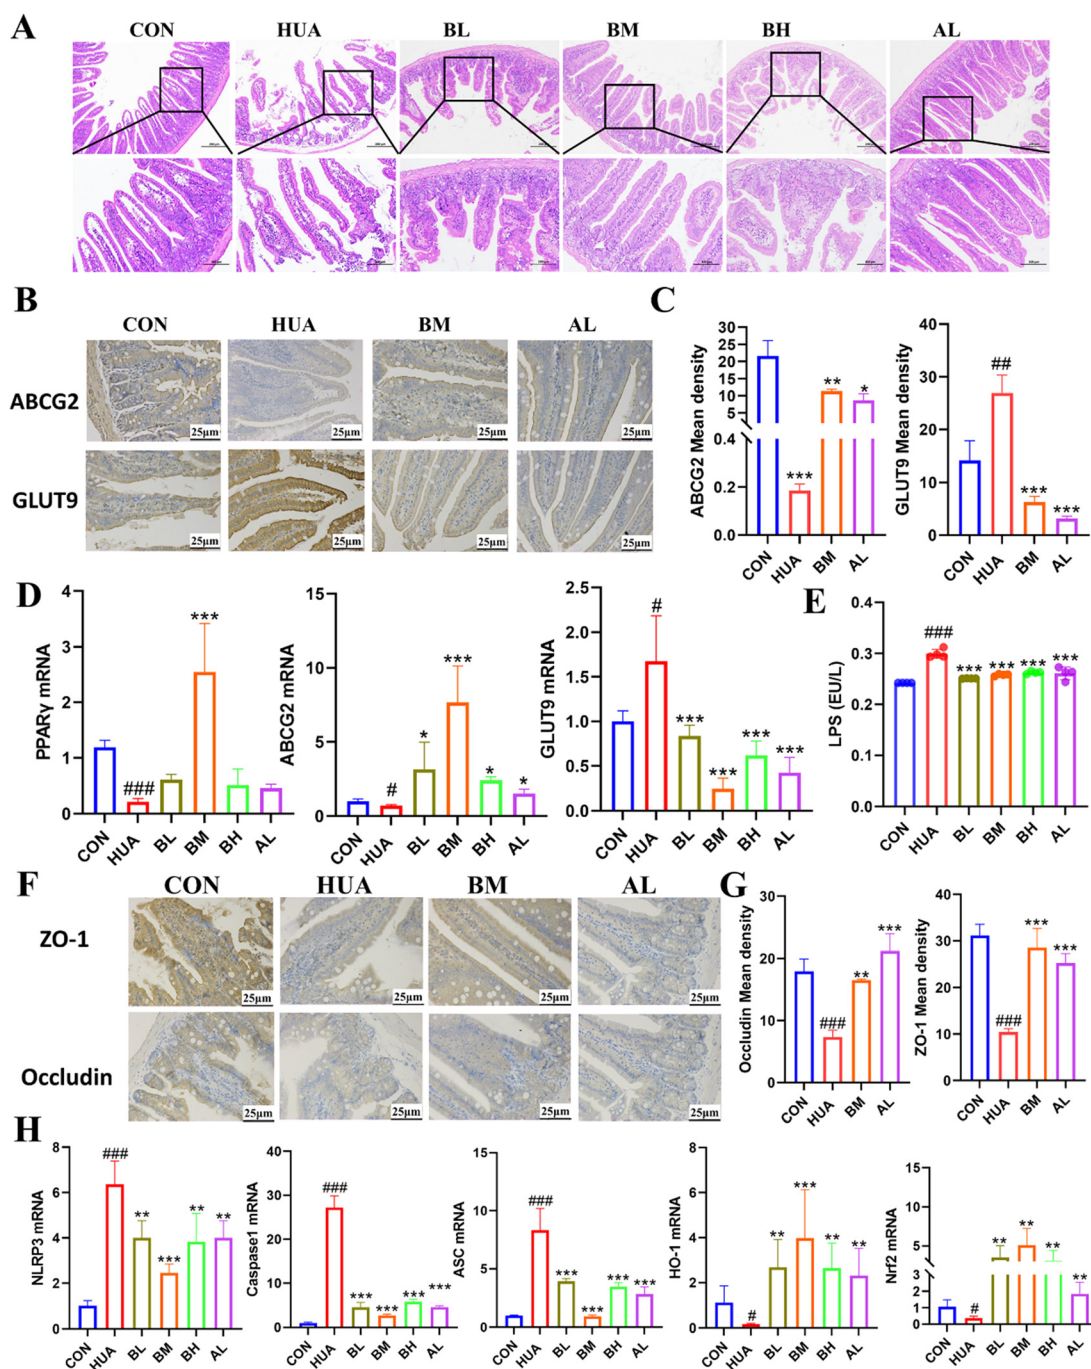 A
CON HUA BL BM BH AL
B
CON HUA BM AL
ABCG2
25μm 25μm 25μm 25μm
GLUT9
25μm 25μm 25μm 25μm
C
ABCG2 Mean density
30
25
20
15
10
5
0.4
0.2
0.0
*** ** *
CON HUA BM AL
GLUT9 Mean density
40
30
20
10
0
## *** ***
CON HUA BM AL
D
PPARγ mRNA
4
3
2
1
0
### ***
CON HUA BL BM BH AL
ABCG2 mRNA
15
10
5
0
# * *** * *
CON HUA BL BM BH AL
GLUT9 mRNA
2.5
2.0
1.5
1.0
0.5
0.0
# *** *** *** ***
CON HUA BL BM BH AL
E
LPS (EU/L)
0.4
0.3
0.2
0.1
0.0
### *** *** *** ***
CON HUA BL BM BH AL
F
CON HUA BM AL
ZO-1
25μm 25μm 25μm 25μm
Occludin
25μm 25μm 25μm 25μm
G
Occludin Mean density
30
20
10
0
### ** ***
CON HUA BM AL
ZO-1 Mean density
40
30
20
10
0
### *** ***
CON HUA BM AL
H
NLRP3 mRNA
8
6
4
2
0
### ** *** ** **
CON HUA BL BM BH AL
Caspase1 mRNA
40
30
20
10
0
### *** *** *** ***
CON HUA BL BM BH AL
ASC mRNA
15
10
5
0
### *** *** *** ***
CON HUA BL BM BH AL
HO-1 mRNA
8
6
4
2
0
# ** *** ** **
CON HUA BL BM BH AL
Nrf2 mRNA
15
10
5
3
2
1
0
# ** ** ** **
CON HUA BL BM BH AL